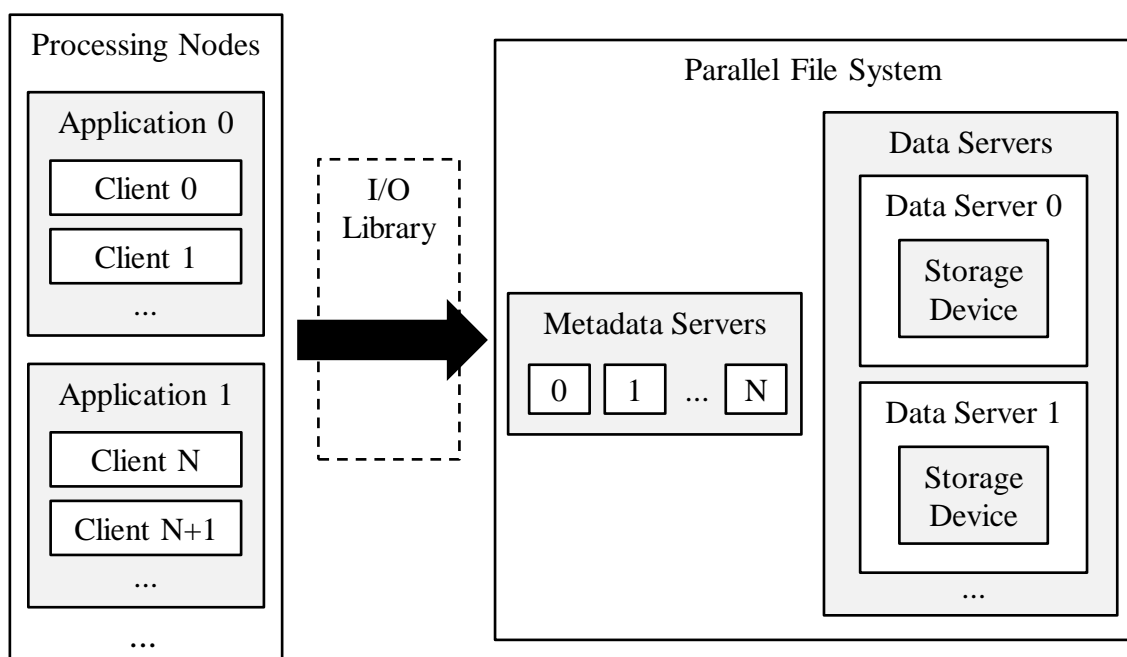 Processing Nodes
Application 0
Client 0
Client 1
...
Application 1
Client N
Client N+1
...
...
I/O
Library
Parallel File System
Metadata Servers
0 1 ... N
Data Servers
Data Server 0
Storage
Device
Data Server 1
Storage
Device
...